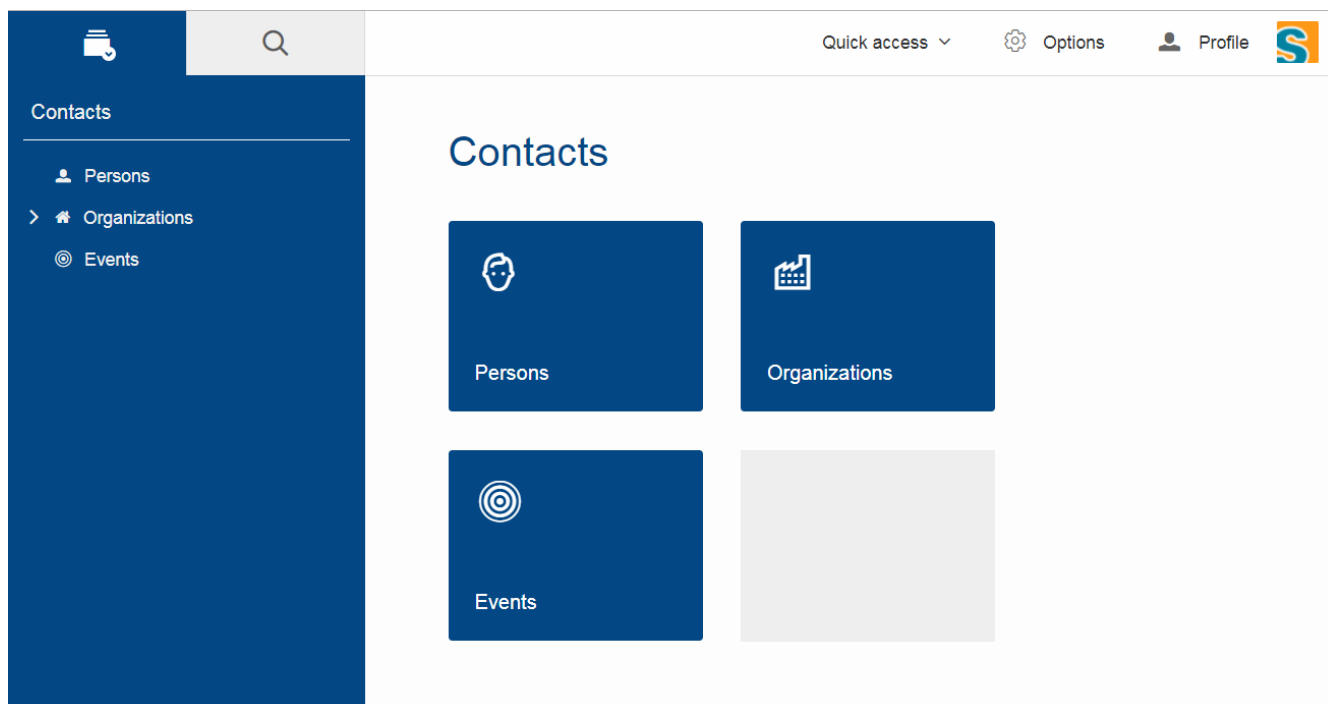 Quick access Options Profile
Contacts
Persons
Organizations
Events
Contacts
Persons Organizations
Events